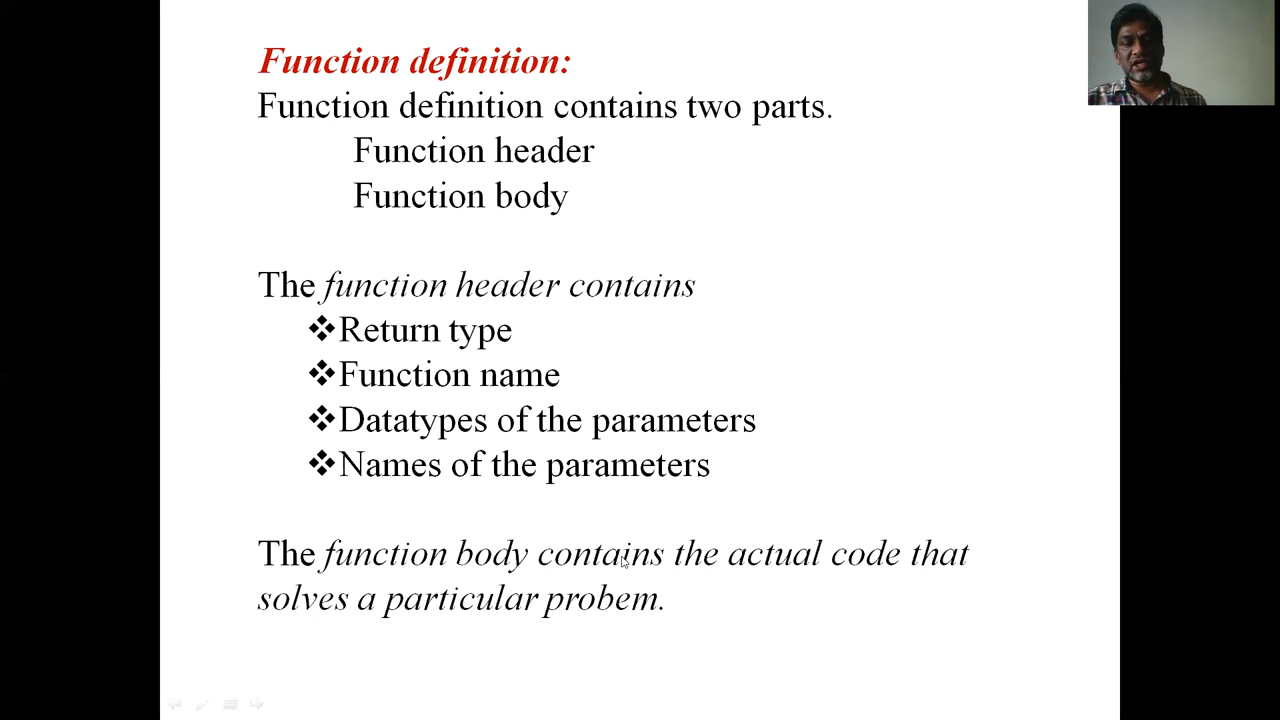 Function definition:
Function definition contains two parts.
Function header
Function body
The function header contains
❖Return type
❖Function name
❖Datatypes of the parameters
❖Names of the parameters
The function body contains the actual code that
solves a particular probem.